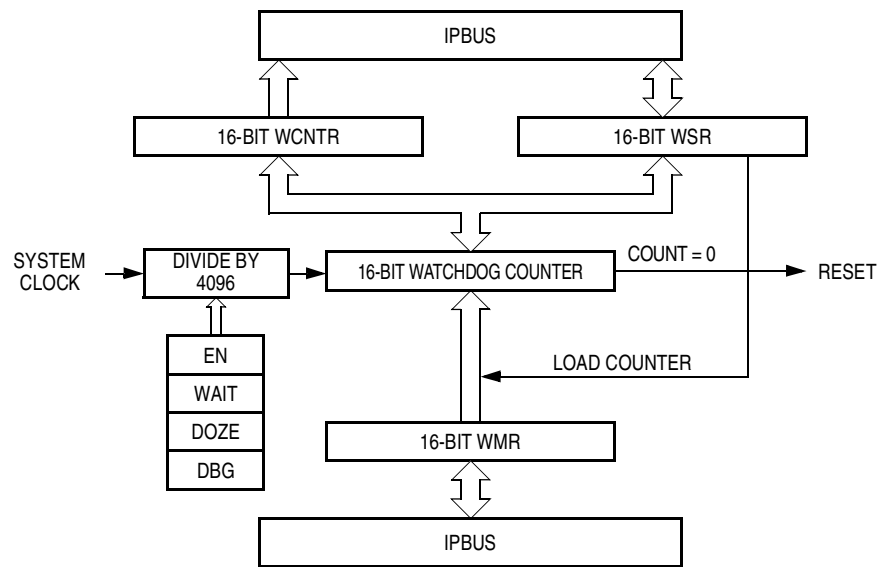 IPBUS
16-BIT WCNTR
16-BIT WSR
SYSTEM
CLOCK
DIVIDE BY
4096
16-BIT WATCHDOG COUNTER
COUNT = 0
RESET
EN
WAIT
DOZE
DBG
LOAD COUNTER
16-BIT WMR
IPBUS